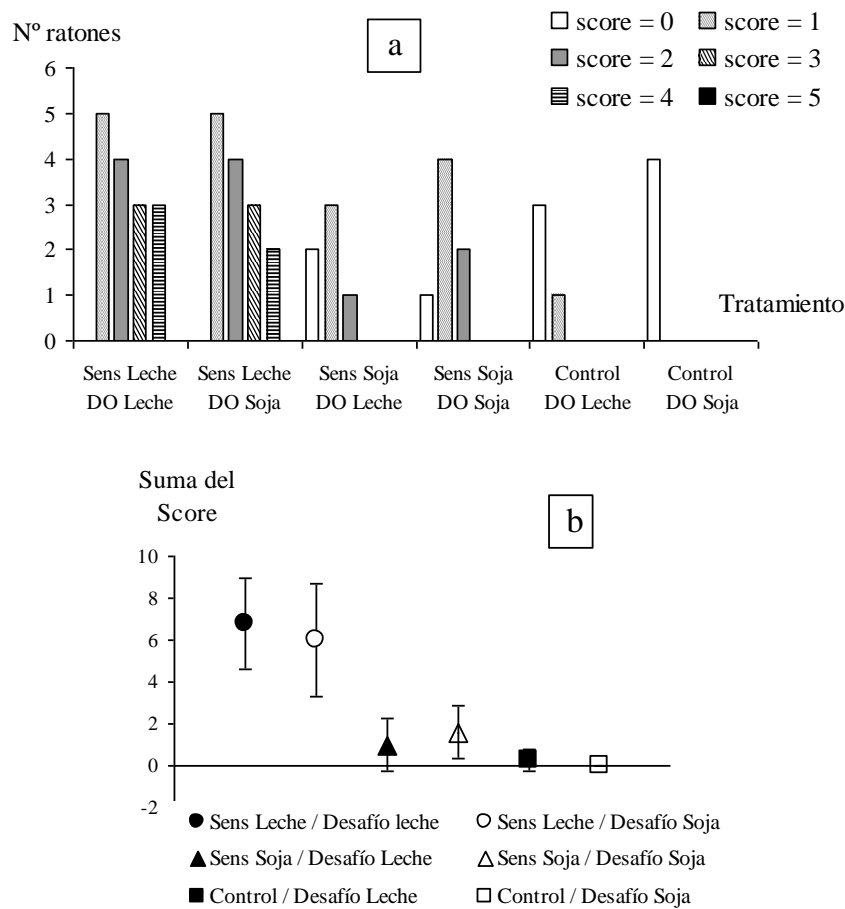 Nº ratones
a
score = 0 score = 1
score = 2 score = 3
score = 4 score = 5
6
5
4
3
2
1
0
Tratamiento
Sens Leche Sens Leche Sens Soja Sens Soja Control Control
DO Leche DO Soja DO Leche DO Soja DO Leche DO Soja
Suma del
Score
b
10
8
6
4
2
0
-2
Sens Leche / Desafío leche Sens Leche / Desafío Soja
Sens Soja / Desafío Leche Sens Soja / Desafío Soja
Control / Desafío Leche Control / Desafío Soja